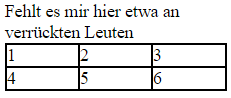 Fehlt es mir hier etwa an
verrückten Leuten
1 2 3
4 5 6